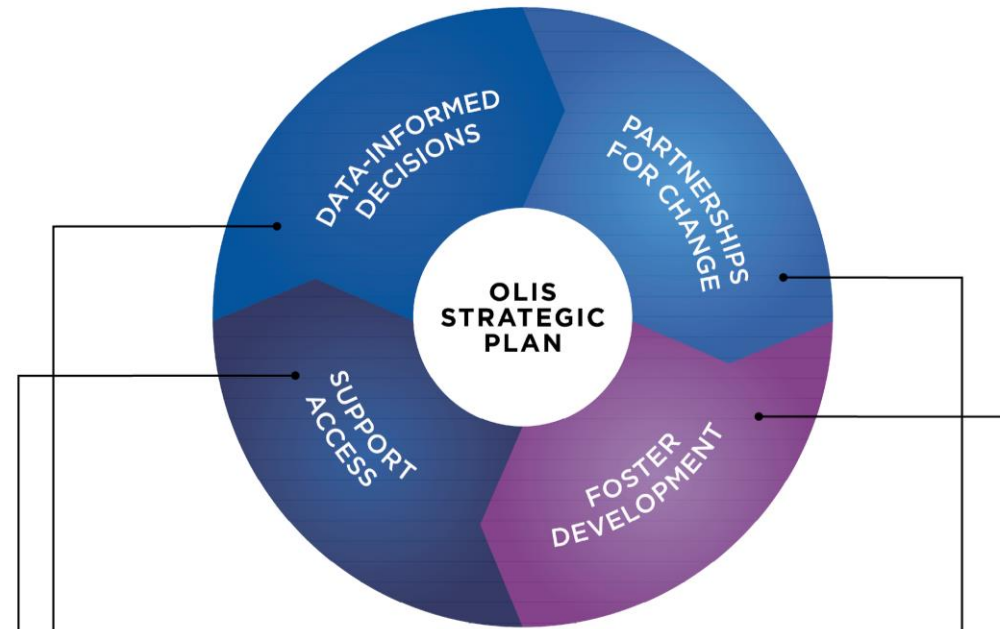 DATA-INFORMED
DECISIONS
PARTNERSHIPS
FOR CHANGE
OLIS
STRATEGIC
PLAN
SUPPORT
ACCESS
FOSTER
DEVELOPMENT